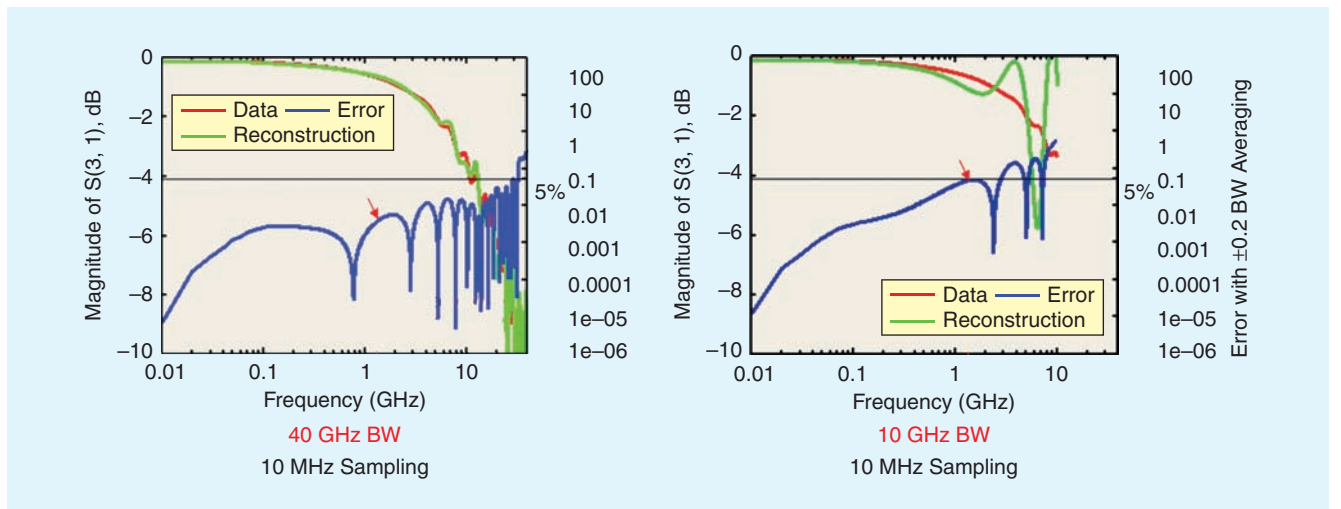 Magnitude of S(3, 1), dB
0
−2
−4
−6
−8
−10
Data
Error
Reconstruction
100
10
1
0.1
5%
0.01
0.001
0.0001
1e−05
1e−06
0.01
0.1
1
10
Frequency (GHz)
40 GHz BW
10 MHz Sampling
Magnitude of S(3, 1), dB
0
−2
−4
−6
−8
−10
Data
Error
Reconstruction
100
10
1
0.1
5%
0.01
0.001
0.0001
1e−05
1e−06
Error with ±0.2 BW Averaging
0.01
0.1
1
10
Frequency (GHz)
10 GHz BW
10 MHz Sampling